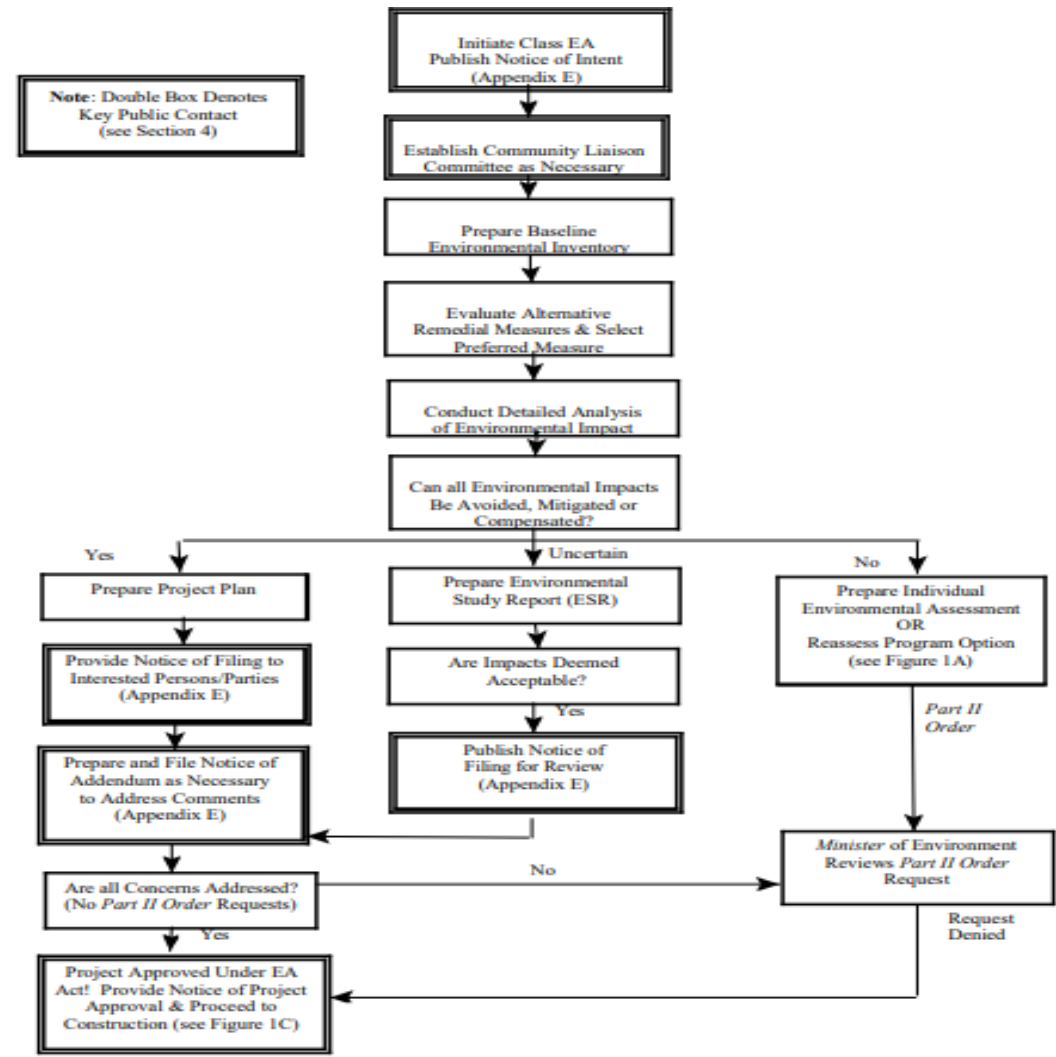 Initiate Class EA
Publish Notice of Intent
(Appendix E)
Note: Double Box Denotes
Key Public Contact
(see Section 4)
Establish Community Liaison
Committee as Necessary
Prepare Baseline
Environmental Inventory
Evaluate Alternative
Remedial Measures & Select
Preferred Measure
Conduct Detailed Analysis
of Environmental Impact
Can all Environmental Impacts
Be Avoided, Mitigated or
Compensated?
Yes
Uncertain
No
Prepare Project Plan
Prepare Environmental
Study Report (ESR)
Prepare Individual
Environmental Assessment
OR
Reassess Program Option
(see Figure 1A)
Provide Notice of Filing to
Interested Persons/Parties
(Appendix E)
Are Impacts Deemed
Acceptable?
Yes
Part II
Order
Prepare and File Notice of
Addendum as Necessary
to Address Comments
(Appendix E)
Publish Notice of
Filing for Review
(Appendix E)
Minister of Environment
Reviews Part II Order
Request
No
Are all Concerns Addressed?
(No Part II Order Requests)
Yes
Request
Denied
Project Approved Under EA
Act! Provide Notice of Project
Approval & Proceed to
Construction (see Figure 1C)